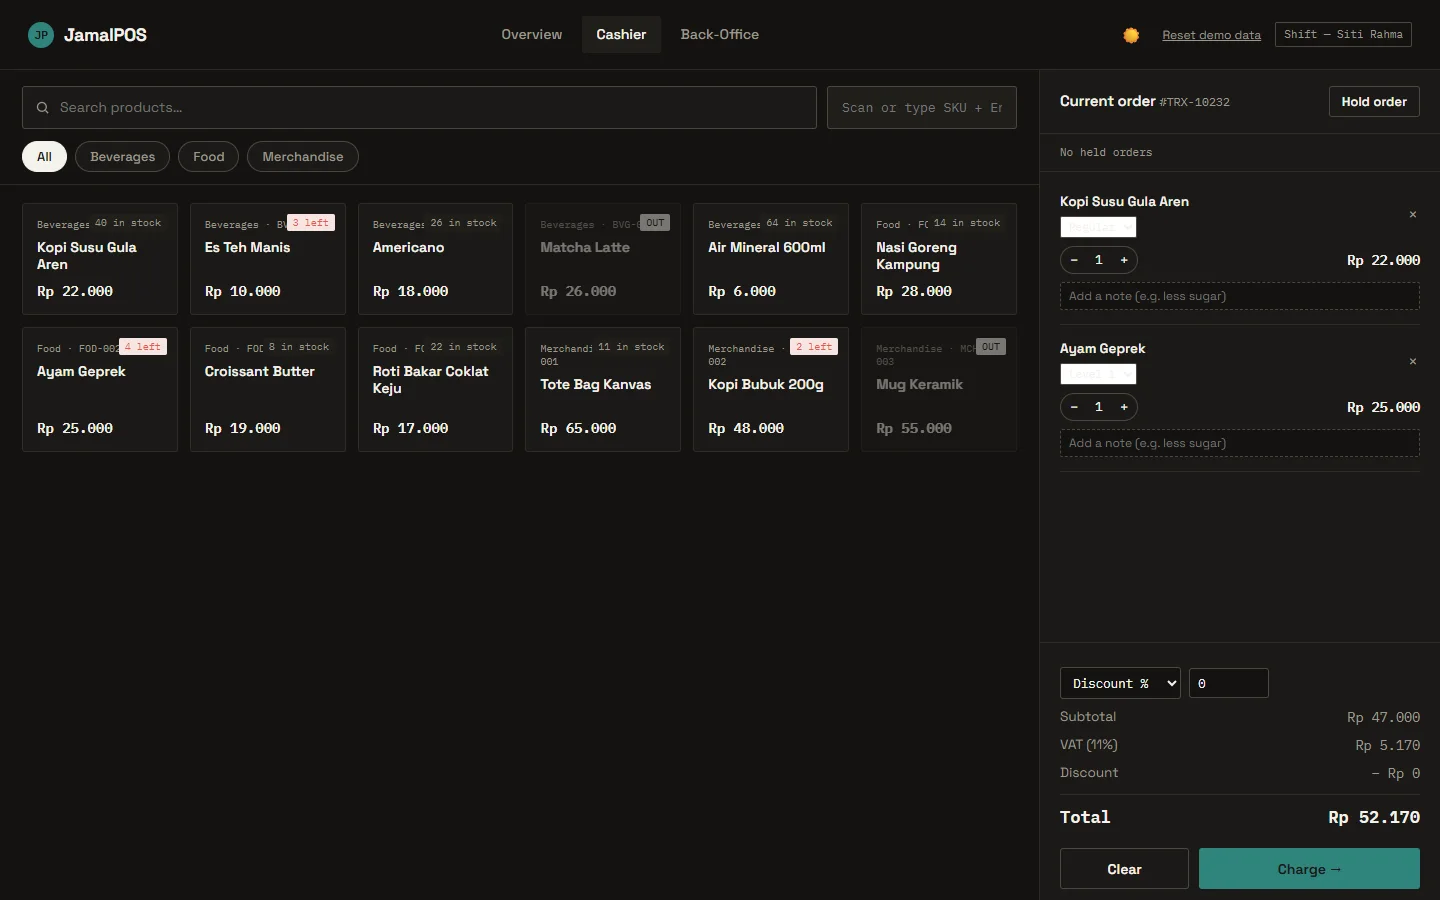 JP JamalPOS
Overview Cashier Back-Office
Reset demo data Shift — Siti Rahma
Search products...
Scan or type SKU + Er
All Beverages Food Merchandise
Beverages 40 in stock
Kopi Susu Gula
Aren
Rp 22.000
Beverages · 3 left
Es Teh Manis
Rp 10.000
Beverages 26 in stock
Americano
Rp 18.000
Beverages · BVG- OUT
Matcha Latte
Rp 26.000
Beverages 64 in stock
Air Mineral 600ml
Rp 6.000
Food · 14 in stock
Nasi Goreng
Kampung
Rp 28.000
Food · FOD-002 4 left
Ayam Geprek
Rp 25.000
Food · 8 in stock
Croissant Butter
Rp 19.000
Food · 22 in stock
Roti Bakar Coklat
Keju
Rp 17.000
Merchandi 11 in stock
001
Tote Bag Kanvas
Rp 65.000
Merchandise · 2 left
002
Kopi Bubuk 200g
Rp 48.000
Merchandise · OUT
003
Mug Keramik
Rp 55.000
Current order #TRX-10232 Hold order
No held orders
Kopi Susu Gula Aren ×
Regular
− 1 + Rp 22.000
Add a note (e.g. less sugar)
Ayam Geprek ×
Level 1
− 1 + Rp 25.000
Add a note (e.g. less sugar)
Discount % 0
Subtotal Rp 47.000
VAT (11%) Rp 5.170
Discount − Rp 0
Total Rp 52.170
Clear Charge →